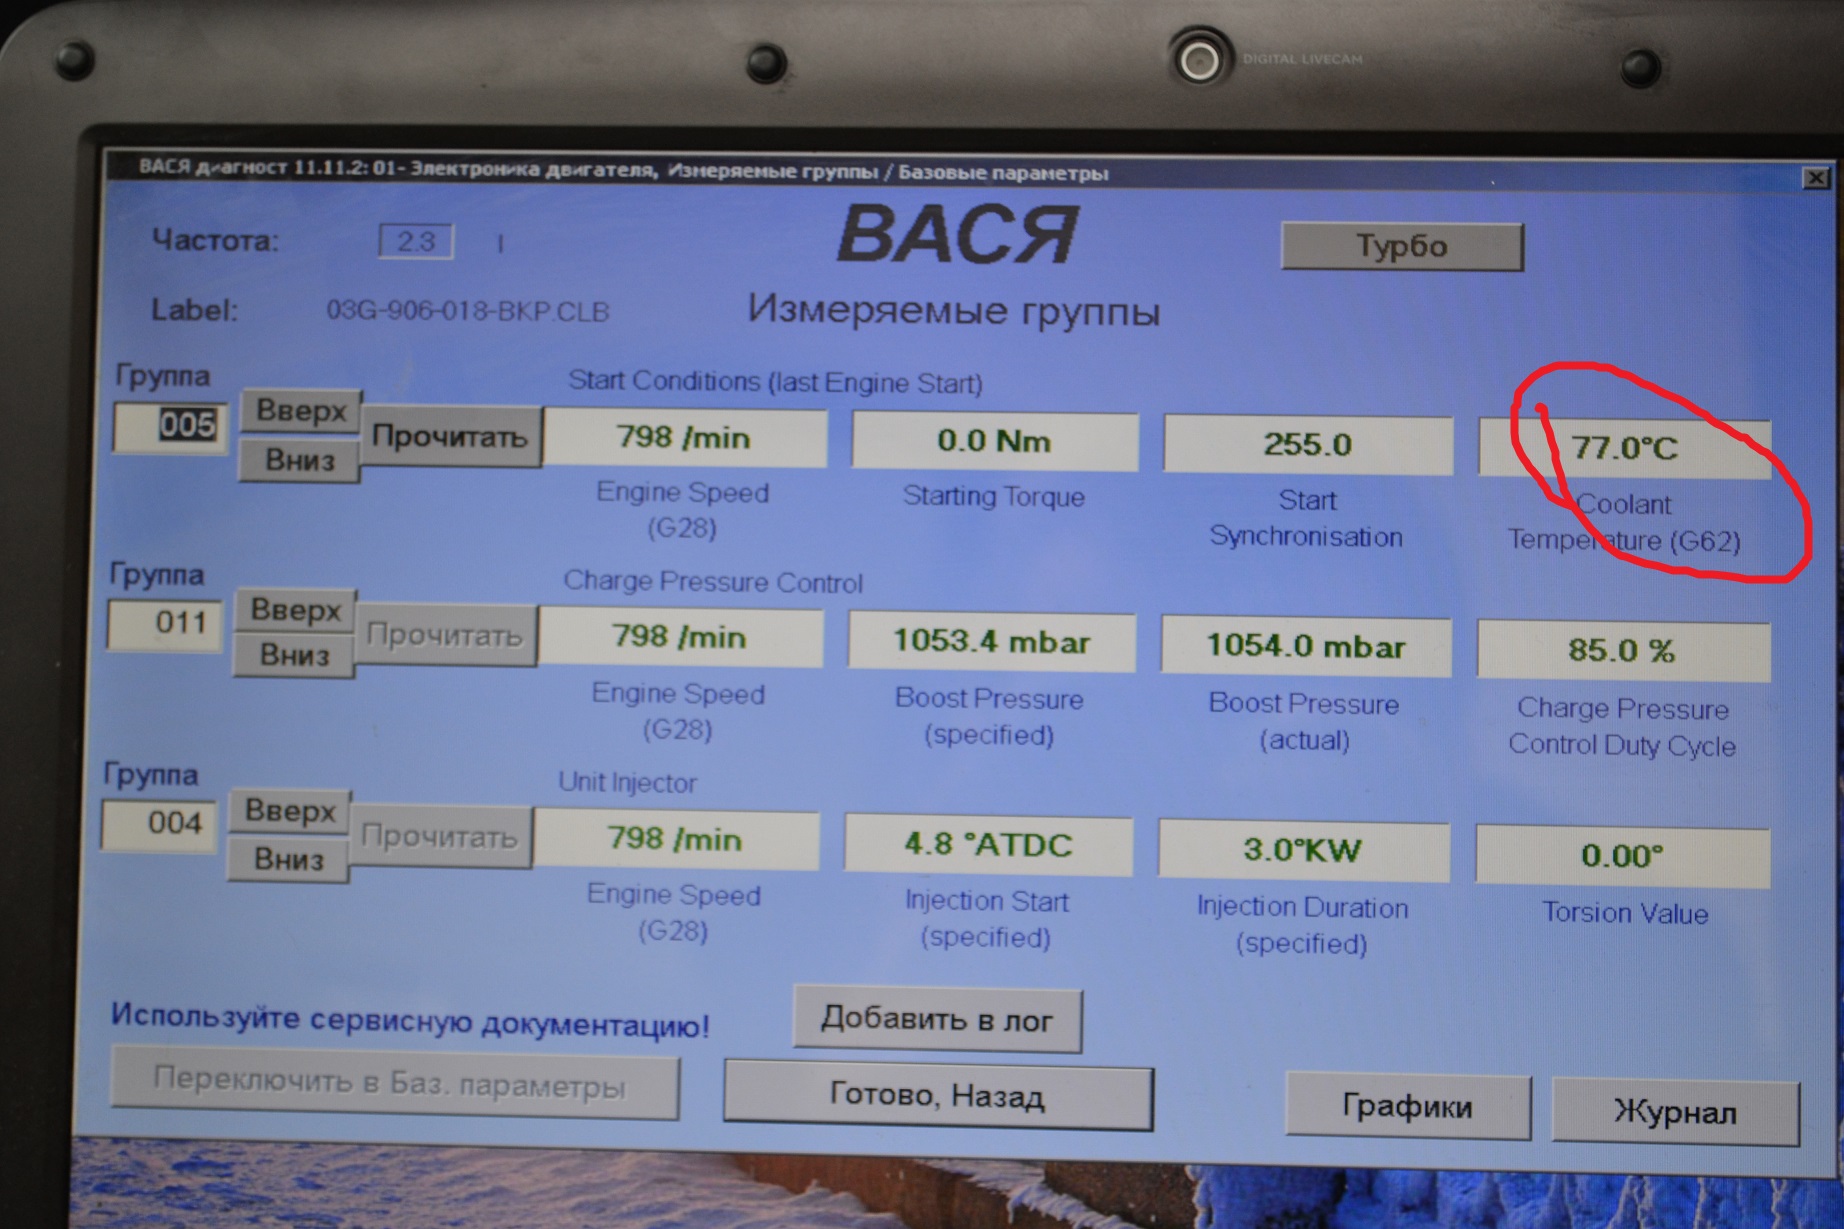 DIGITAL LIVECAM
ВАСЯ диагност 11.11.2: 01- Электроника двигателя, Измеряемые группы / Базовые параметры
Частота: 2.3
ВАСЯ
Турбо
Label: 03G-906-018-BKP.CLB
Измеряемые группы
Группа
Start Conditions (last Engine Start)
005 Вверх Вниз Прочитать 798 /min 0.0 Nm 255.0 77.0°C
Engine Speed Starting Torque Start Coolant
(G28) Synchronisation Temperature (G62)
Группа
Charge Pressure Control
011 Вверх Вниз Прочитать 798 /min 1053.4 mbar 1054.0 mbar 85.0 %
Engine Speed Boost Pressure Boost Pressure Charge Pressure
(G28) (specified) (actual) Control Duty Cycle
Группа
Unit Injector
004 Вверх Вниз Прочитать 798 /min 4.8 °ATDC 3.0°KW 0.00°
Engine Speed Injection Start Injection Duration Torsion Value
(G28) (specified) (specified)
Используйте сервисную документацию!
Добавить в лог
Переключить в Баз. параметры
Готово, Назад
Графики
Журнал